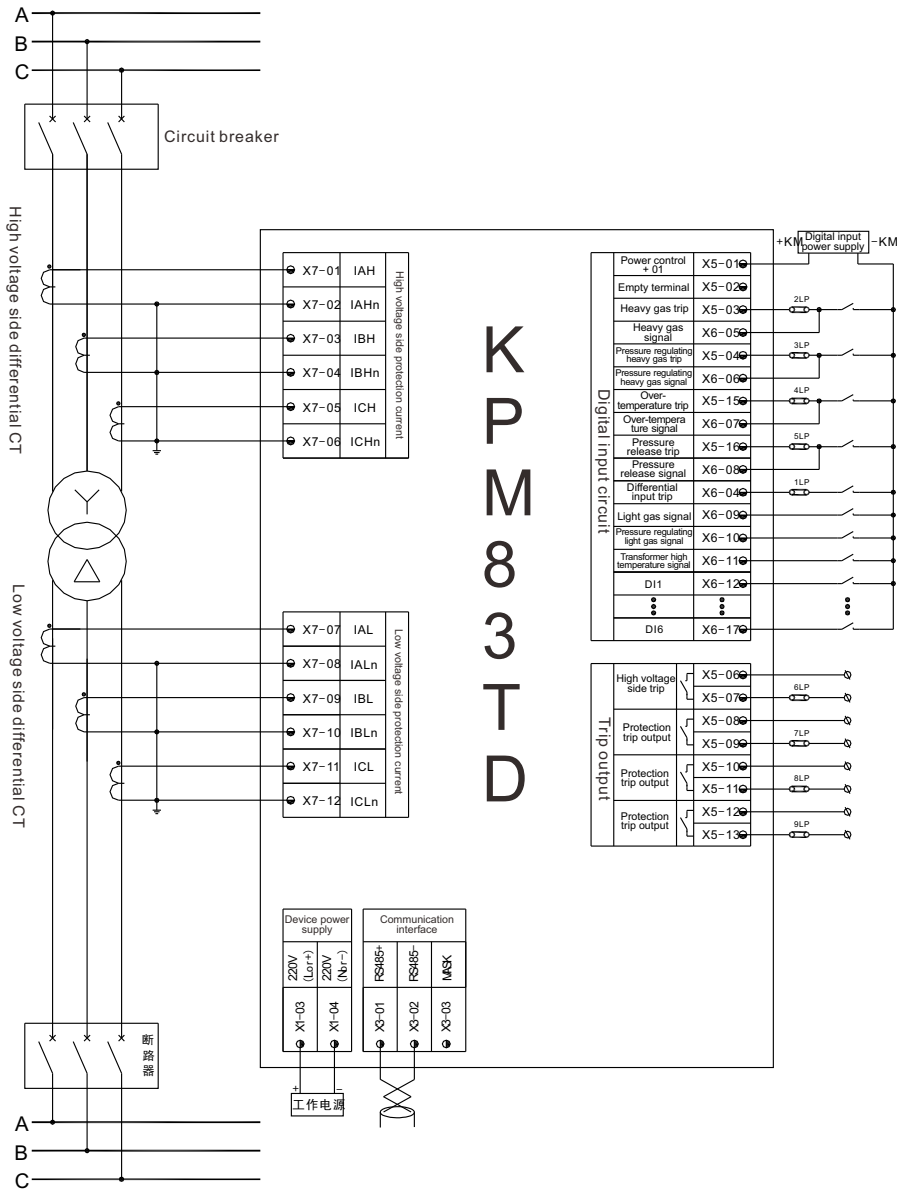 A
B
C
Circuit breaker
High voltage side differential CT
X7-01 IAH
X7-02 IAHn
X7-03 IBH
X7-04 IBHn
X7-05 ICH
X7-06 ICHn
High voltage side protection current
Low voltage side differential CT
X7-07 IAL
X7-08 IALn
X7-09 IBL
X7-10 IBLn
X7-11 ICL
X7-12 ICLn
Low voltage side protection current
K
P
M
8
3
T
D
+KM
Digital input
power supply
-KM
Digital input circuit
Power control
+ 01
X5-01
Empty terminal
X5-02
Heavy gas trip
X5-03
2LP
Heavy gas
signal
X6-05
Pressure regulating
heavy gas trip
X5-04
3LP
Pressure regulating
heavy gas signal
X6-06
Over-
temperature trip
X5-15
4LP
Over-tempera
ture signal
X6-07
Pressure
release trip
X5-16
5LP
Pressure
release signal
X6-08
Differential
input trip
X6-04
1LP
Light gas signal
X6-09
Pressure regulating
light gas signal
X6-10
Transformer high
temperature signal
X6-11
DI1
X6-12
DI6
X6-17
Trip output
High voltage
side trip
X5-06
X5-07
6LP
Protection
trip output
X5-08
X5-09
7LP
Protection
trip output
X5-10
X5-11
8LP
Protection
trip output
X5-12
X5-13
9LP
Device power
supply
220V
(Lor+)
X1-03
220V
(Nor-)
X1-04
+
-
工作电源
Communication
interface
RS485+
X3-01
RS485-
X3-02
MASK
X3-03
断
路
器
A
B
C